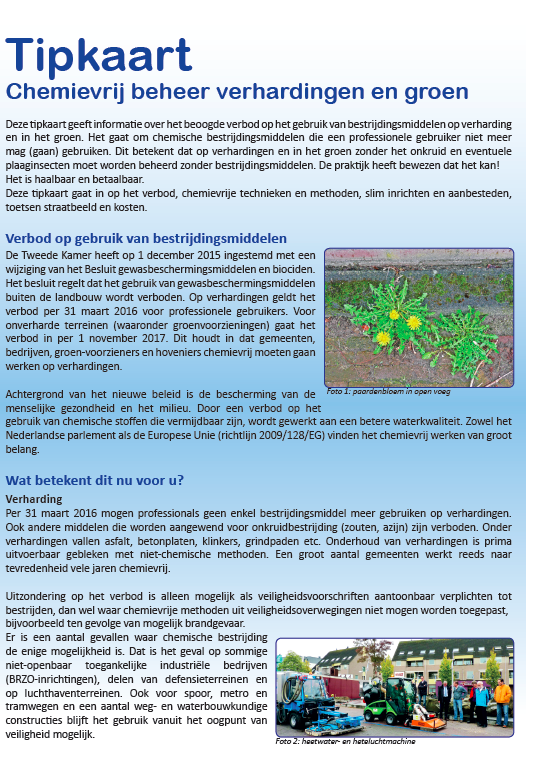 Tipkaart
Chemievrij beheer verhardingen en groen
Deze tipkaart geeft informatie over het beoogde verbod op het gebruik van bestrijdingsmiddelen op verharding
en in het groen. Het gaat om chemische bestrijdingsmiddelen die een professionele gebruiker niet meer
mag (gaan) gebruiken. Dit betekent dat op verhardingen en in het groen zonder het onkruid en eventuele
plaaginsecten moet worden beheerd zonder bestrijdingsmiddelen. De praktijk heeft bewezen dat het kan!
Het is haalbaar en betaalbaar.
Deze tipkaart gaat in op het verbod, chemievrije technieken en methoden, slim inrichten en aanbesteden,
toetsen straatbeeld en kosten.
Verbod op gebruik van bestrijdingsmiddelen
De Tweede Kamer heeft op 1 december 2015 ingestemd met een
wijziging van het Besluit gewasbeschermingsmiddelen en biociden.
Het besluit regelt dat het gebruik van gewasbeschermingsmiddelen
buiten de landbouw wordt verboden. Op verhardingen geldt het
verbod per 31 maart 2016 voor professionele gebruikers. Voor
onverharde terreinen (waaronder groenvoorzieningen) gaat het
verbod in per 1 november 2017. Dit houdt in dat gemeenten,
bedrijven, groen-voorzieners en hoveniers chemievrij moeten gaan
werken op verhardingen.
Foto 1: paardenbloem in open voeg
Achtergrond van het nieuwe beleid is de bescherming van de
menselijke gezondheid en het milieu. Door een verbod op het
gebruik van chemische stoffen die vermijdbaar zijn, wordt gewerkt aan een betere waterkwaliteit. Zowel het
Nederlandse parlement als de Europese Unie (richtlijn 2009/128/EG) vinden het chemievrij werken van groot
belang.
Wat betekent dit nu voor u?
Verharding
Per 31 maart 2016 mogen professionals geen enkel bestrijdingsmiddel meer gebruiken op verhardingen.
Ook andere middelen die worden aangewend voor onkruidbestrijding (zouten, azijn) zijn verboden. Onder
verhardingen vallen asfalt, betonplaten, klinkers, grindpaden etc. Onderhoud van verhardingen is prima
uitvoerbaar gebleken met niet-chemische methoden. Een groot aantal gemeenten werkt reeds naar
tevredenheid vele jaren chemievrij.
Uitzondering op het verbod is alleen mogelijk als veiligheidsvoorschriften aantoonbaar verplichten tot
bestrijden, dan wel waar chemievrije methoden uit veiligheidsoverwegingen niet mogen worden toegepast,
bijvoorbeeld ten gevolge van mogelijk brandgevaar.
Er is een aantal gevallen waar chemische bestrijding
de enige mogelijkheid is. Dat is het geval op sommige
niet-openbaar toegankelijke industriële bedrijven
(BRZO-inrichtingen), delen van defensieterreinen en
op luchthaventerreinen. Ook voor spoor, metro en
tramwegen en een aantal weg- en waterbouwkundige
constructies blijft het gebruik vanuit het oogpunt van
veiligheid mogelijk.
Foto 2: heetwater- en heteluchtmachine